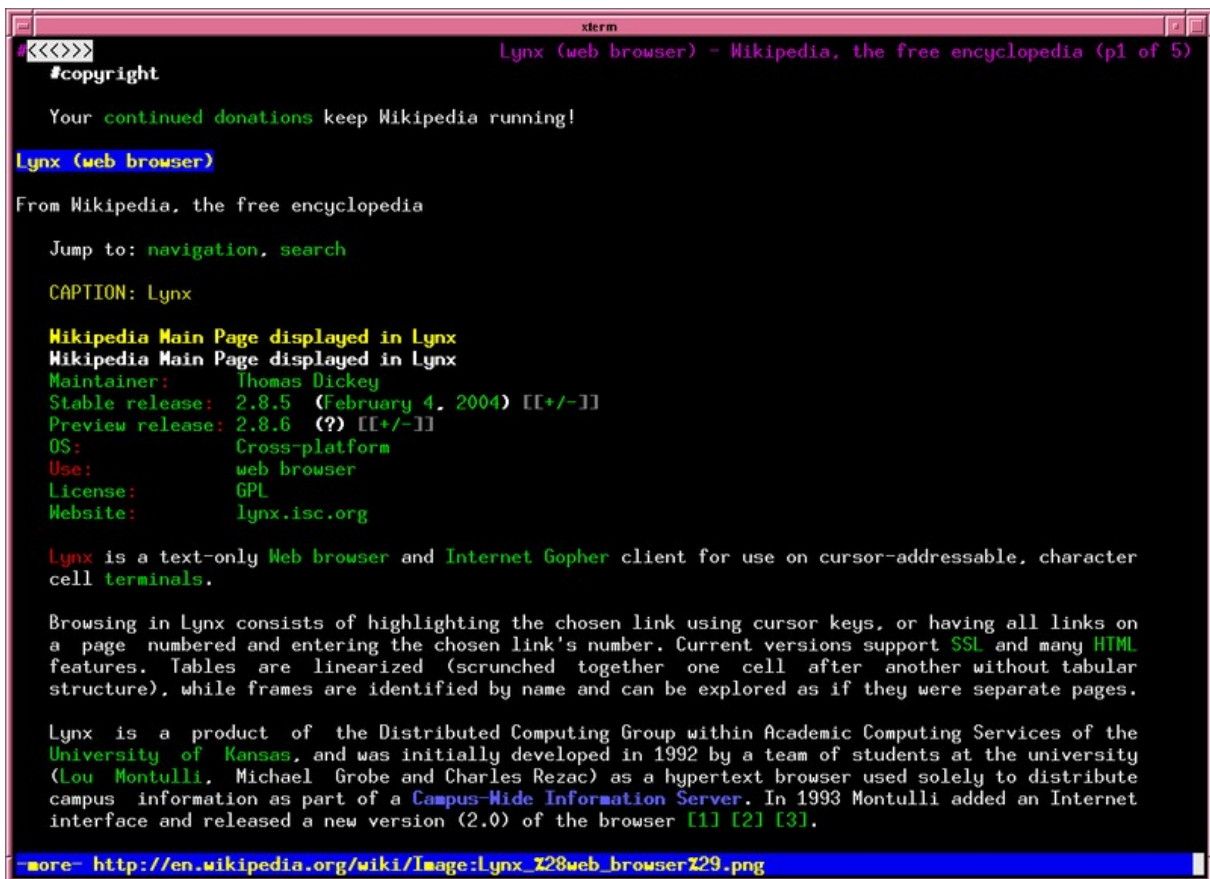 xterm
#<<<>>> Lynx (web browser) - Wikipedia, the free encyclopedia (p1 of 5)
#copyright
Your continued donations keep Wikipedia running!
Lynx (web browser)
From Wikipedia, the free encyclopedia
Jump to: navigation, search
CAPTION: Lynx
Wikipedia Main Page displayed in Lynx
Wikipedia Main Page displayed in Lynx
Maintainer: Thomas Dickey
Stable release: 2.8.5 (February 4, 2004) [[+/-]]
Preview release: 2.8.6 (?) [[+/-]]
OS: Cross-platform
Use: web browser
License: GPL
Website: lynx.isc.org
Lynx is a text-only Web browser and Internet Gopher client for use on cursor-addressable, character
cell terminals.
Browsing in Lynx consists of highlighting the chosen link using cursor keys, or having all links on
a page numbered and entering the chosen link's number. Current versions support SSL and many HTML
features. Tables are linearized (scrunched together one cell after another without tabular
structure), while frames are identified by name and can be explored as if they were separate pages.
Lynx is a product of the Distributed Computing Group within Academic Computing Services of the
University of Kansas, and was initially developed in 1992 by a team of students at the university
(Lou Montulli, Michael Grobe and Charles Rezac) as a hypertext browser used solely to distribute
campus information as part of a Campus-Wide Information Server. In 1993 Montulli added an Internet
interface and released a new version (2.0) of the browser [1] [2] [3].
-more- http://en.wikipedia.org/wiki/Image:Lynx_%28web_browser%29.png